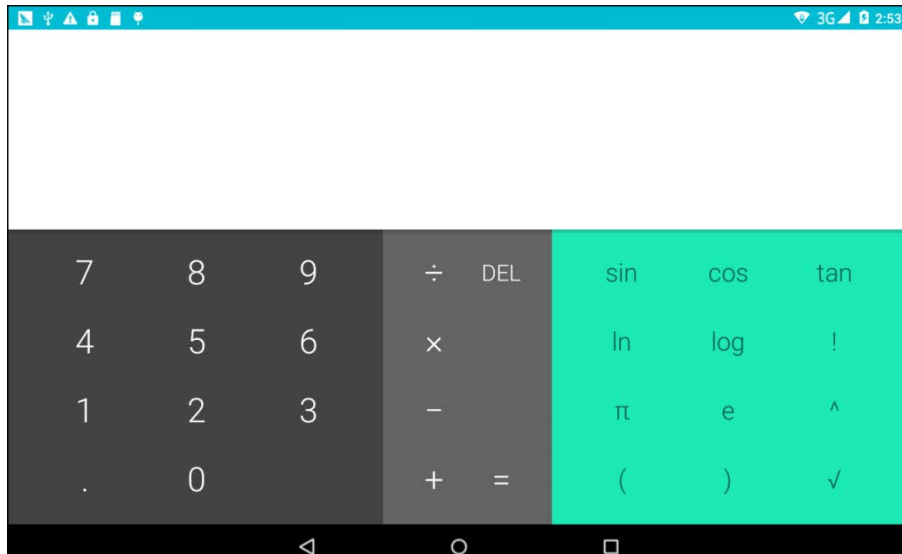 3G 2:53
7 8 9 ÷ DEL sin cos tan
4 5 6 × ln log !
1 2 3 − π e ^
. 0 + = ( ) √